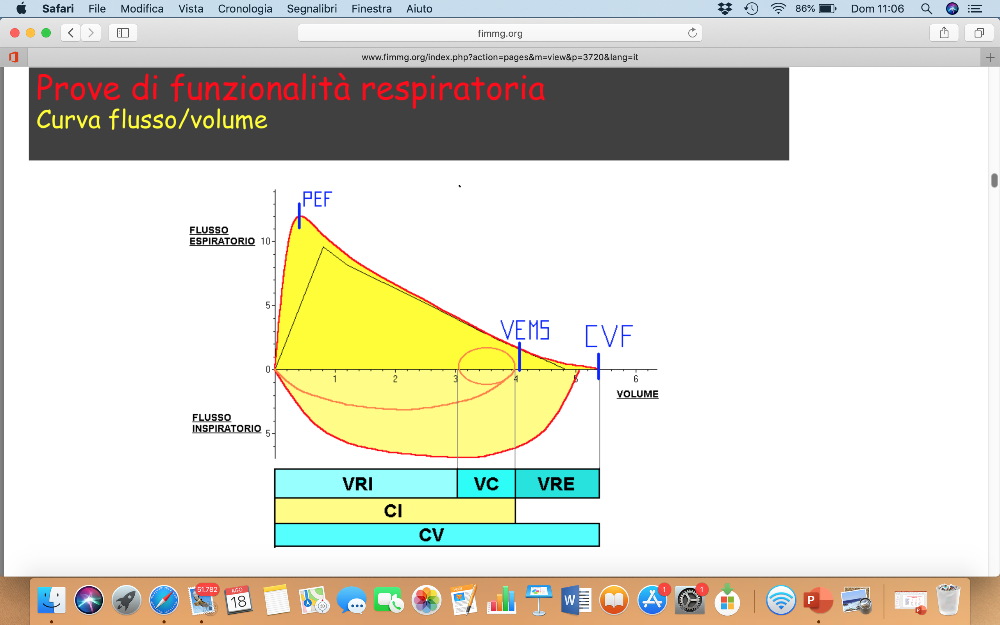 Safari File Modifica Vista Cronologia Segnalibri Finestra Aiuto 86% Dom 11:06
fimmg.org
www.fimmg.org/index.php?action=pages&m=view&p=3720&lang=it
Prove di funzionalità respiratoria
Curva flusso/volume
PEF
FLUSSO
ESPIRATORIO
10
5
VEMS
CVF
0
1 2 3 4 5 6
VOLUME
FLUSSO
INSPIRATORIO
5
VRI VC VRE
CI
CV
51.782
AGO
18
3D
PAGES
KEYNOTE
W
1
1
P
P